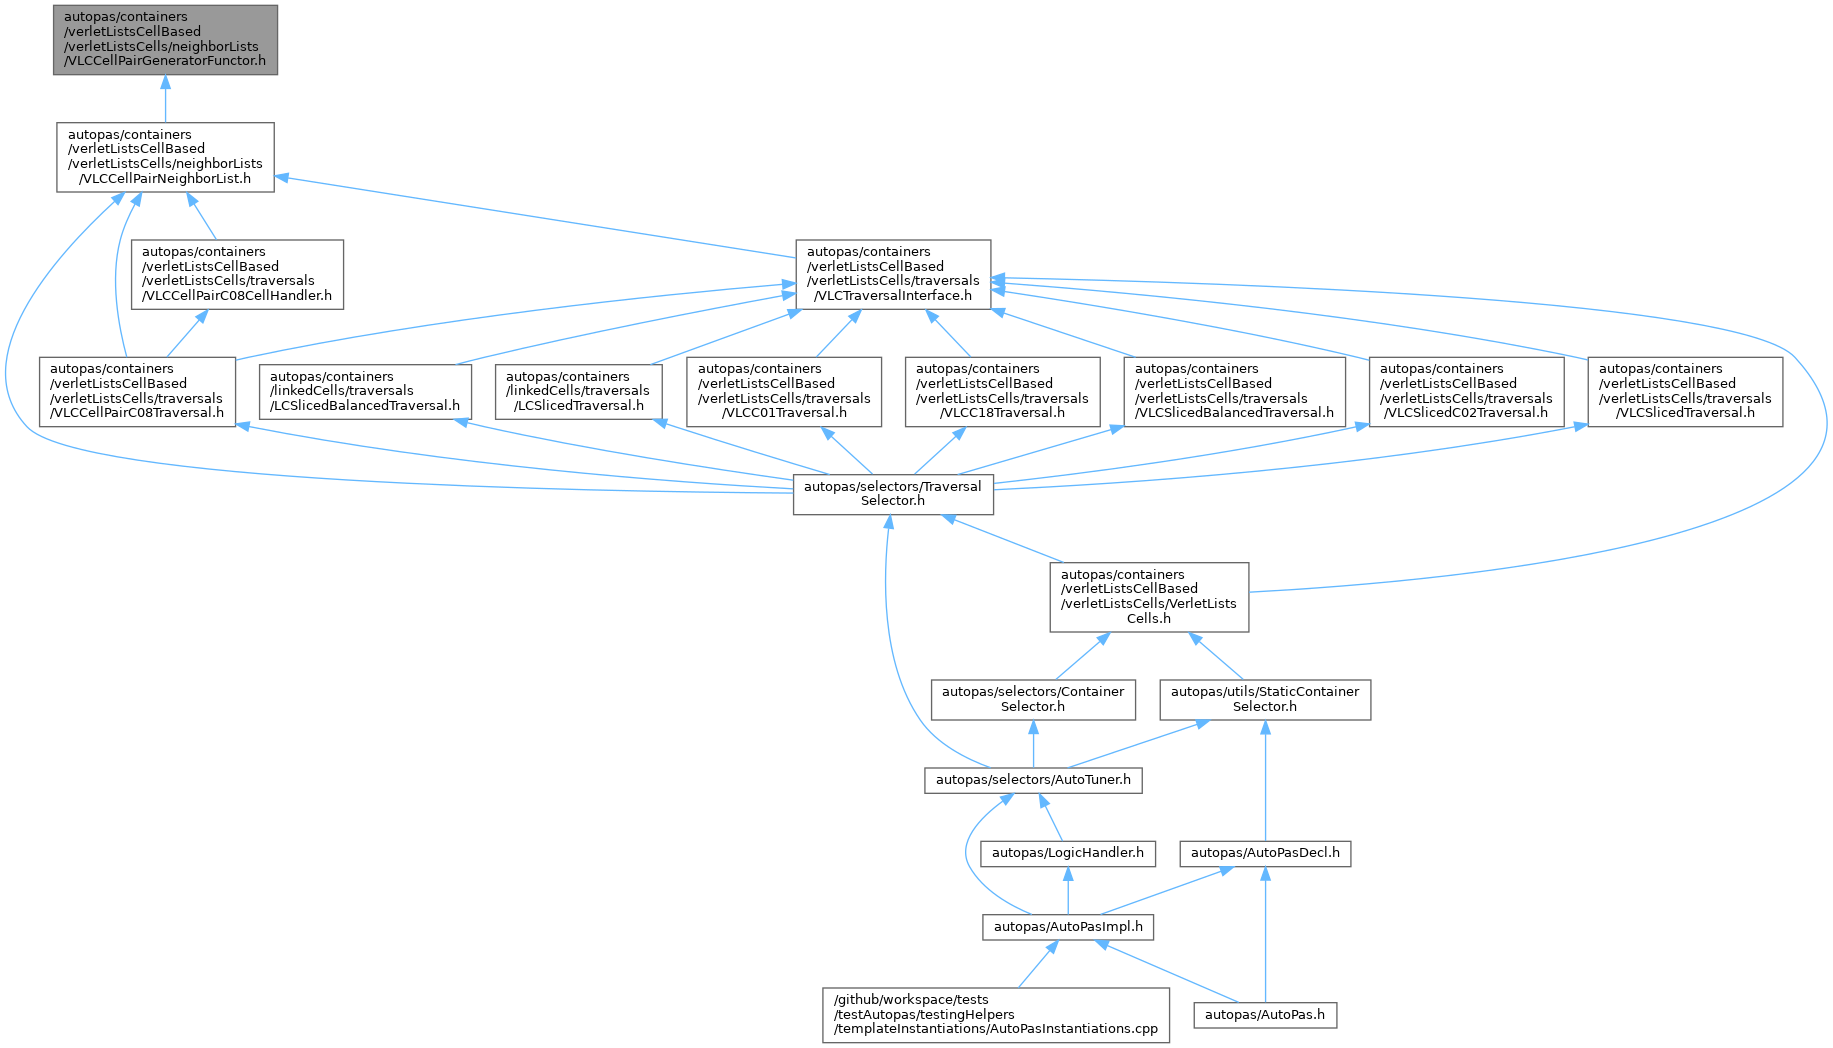 autopas/containers
/verletListsCellBased
/verletListsCells/neighborLists
/VLCCellPairGeneratorFunctor.h
autopas/containers
/verletListsCellBased
/verletListsCells/neighborLists
/VLCCellPairNeighborList.h
autopas/containers
/verletListsCellBased
/verletListsCells/traversals
/VLCCellPairC08CellHandler.h
autopas/containers
/verletListsCellBased
/verletListsCells/traversals
/VLCTraversalInterface.h
autopas/containers
/verletListsCellBased
/verletListsCells/traversals
/VLCCellPairC08Traversal.h
autopas/containers
/linkedCells/traversals
/LCSlicedBalancedTraversal.h
autopas/containers
/linkedCells/traversals
/LCSlicedTraversal.h
autopas/containers
/verletListsCellBased
/verletListsCells/traversals
/VLCC01Traversal.h
autopas/containers
/verletListsCellBased
/verletListsCells/traversals
/VLCC18Traversal.h
autopas/containers
/verletListsCellBased
/verletListsCells/traversals
/VLCSlicedBalancedTraversal.h
autopas/containers
/verletListsCellBased
/verletListsCells/traversals
/VLCSlicedC02Traversal.h
autopas/containers
/verletListsCellBased
/verletListsCells/traversals
/VLCSlicedTraversal.h
autopas/selectors/Traversal
Selector.h
autopas/containers
/verletListsCellBased
/verletListsCells/VerletLists
Cells.h
autopas/selectors/Container
Selector.h
autopas/utils/StaticContainer
Selector.h
autopas/selectors/AutoTuner.h
autopas/LogicHandler.h
autopas/AutoPasDecl.h
autopas/AutoPasImpl.h
/github/workspace/tests
/testAutopas/testingHelpers
/templateInstantiations/AutoPasInstantiations.cpp
autopas/AutoPas.h